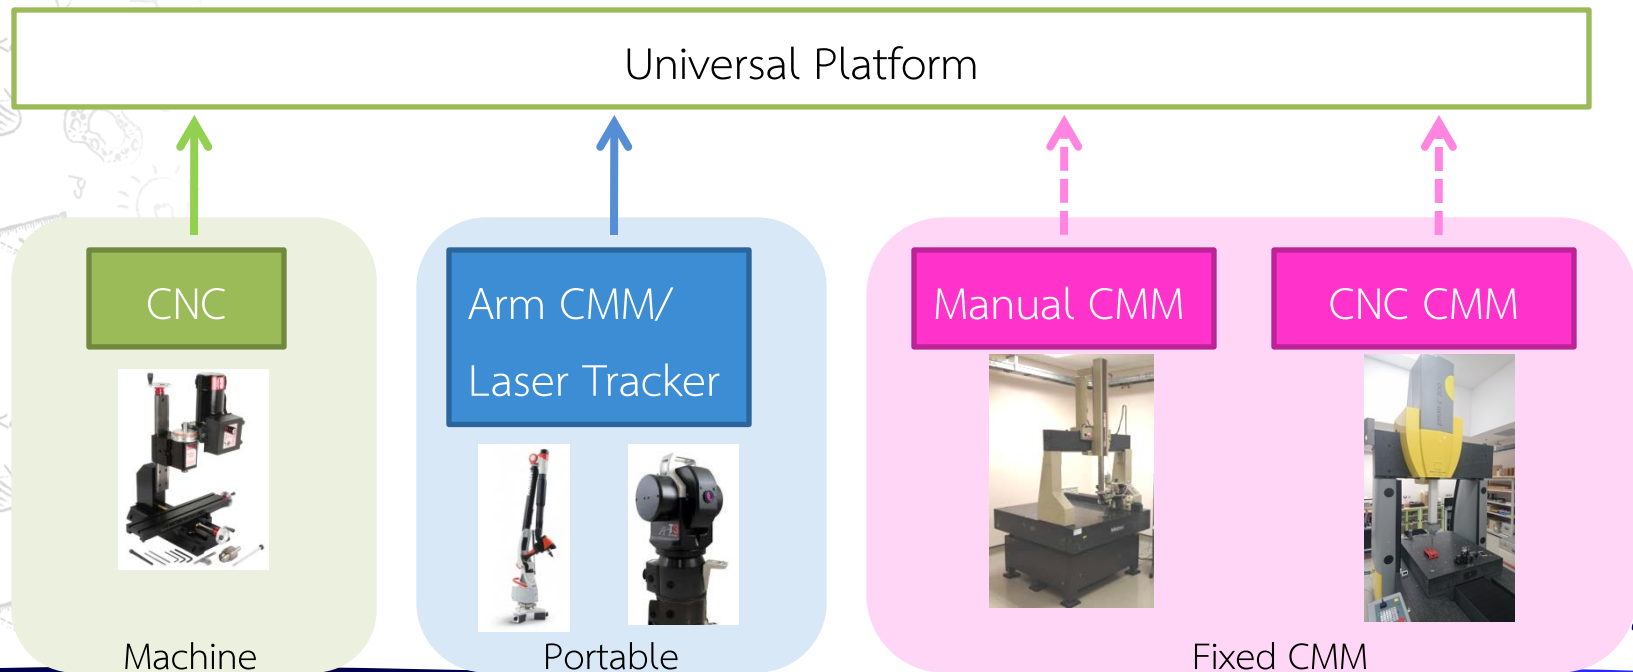 Universal Platform
CNC
Arm CMM/
Laser Tracker
Manual CMM
CNC CMM
Machine
Portable
Fixed CMM